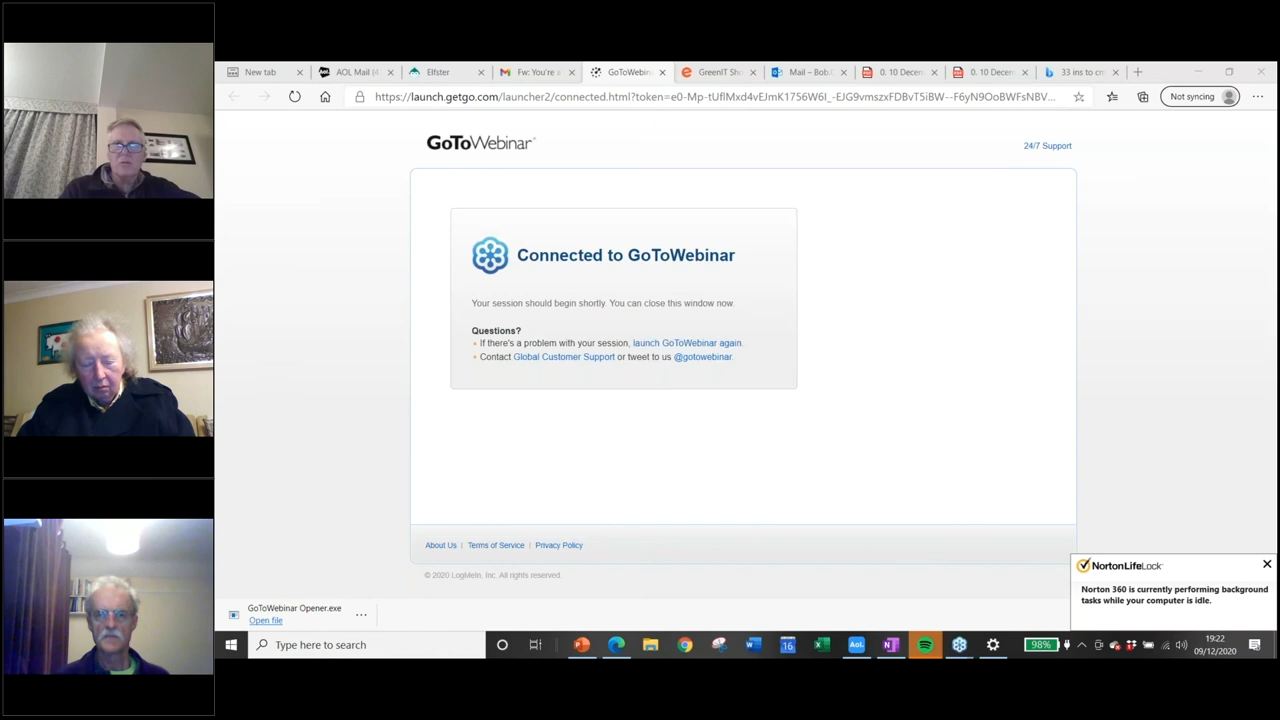 New tab
AOL Mail (4
Elfster
Fw: You're a
GoToWebin
GreenIT Sho
Mail – Bob.
0. 10 Decem
0. 10 Decem
33 ins to cm
https://launch.getgo.com/launcher2/connected.html?token=e0-Mp-
Not syncing
GoToWebinar
24/7 Support
Connected to GoToWebinar
Your session should begin shortly. You can close this window now.
Questions?
If there's a problem with your session, launch GoToWebinar again.
Contact Global Customer Support or tweet to us @gotowebinar.
About Us | Terms of Service | Privacy Policy
© 2020 LogMeIn, Inc. All rights reserved.
NortonLifeLock
Norton 360 is currently performing background
tasks while your computer is idle.
GoToWebinar Opener.exe
Open file
Type here to search
16
Aol.
98%
19:22
09/12/2020